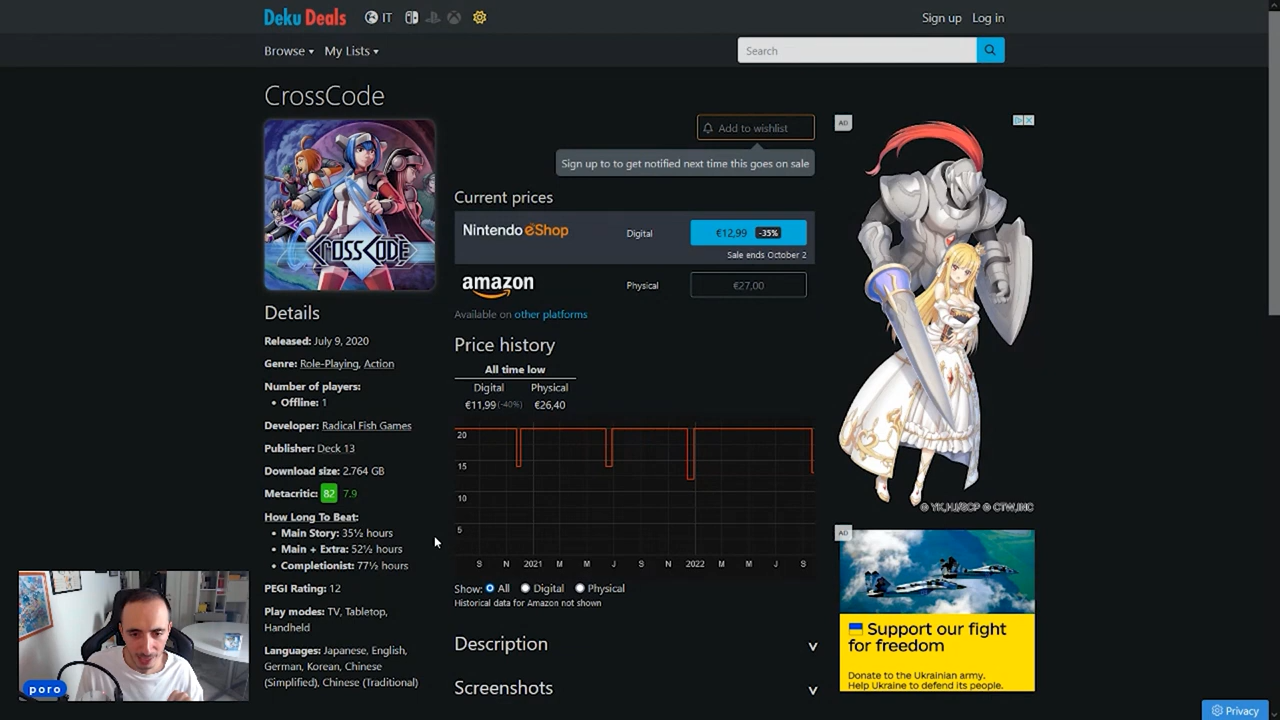 Deku Deals
IT
Sign up
Log in
Browse
My Lists
Search
CrossCode
CROSSCODE
Add to wishlist
Sign up to to get notified next time this goes on sale
Current prices
Nintendo eShop
Digital
€12,99 -35%
Sale ends October 2
amazon
Physical
€27,00
Available on other platforms
Details
Released: July 9, 2020
Genre: Role-Playing, Action
Number of players:
• Offline: 1
Developer: Radical Fish Games
Publisher: Deck 13
Download size: 2.764 GB
Metacritic: 82 7.9
How Long To Beat:
• Main Story: 35½ hours
• Main + Extra: 52½ hours
• Completionist: 77½ hours
PEGI Rating: 12
Play modes: TV, Tabletop,
Handheld
Languages: Japanese, English,
German, Korean, Chinese
(Simplified), Chinese (Traditional)
Price history
All time low
Digital
Physical
€11,99 (-40%)
€26,40
20
15
10
5
S N 2021 M M J S N 2022 M M J S
Show: All Digital Physical
Historical data for Amazon not shown
Description
Screenshots
AD
© YK,HJ/SCP © CTW,INC
AD
Support our fight
for freedom
Donate to the Ukrainian army.
Help Ukraine to defend its people.
poro
Privacy